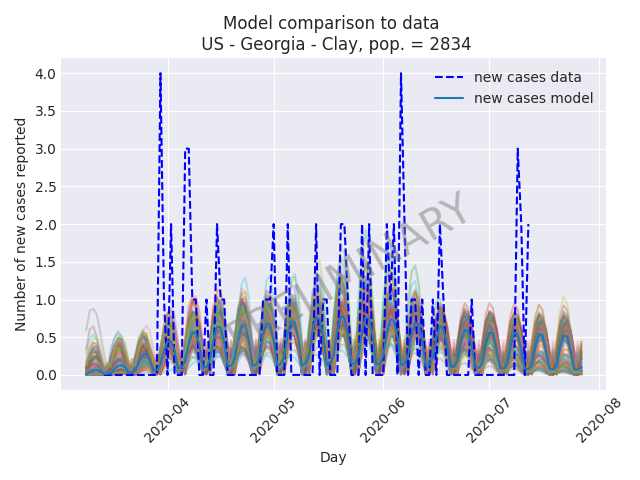 Model comparison to data
US - Georgia - Clay, pop. = 2834
new cases data
new cases model
PRELIMINARY
Number of new cases reported
4.0
3.5
3.0
2.5
2.0
1.5
1.0
0.5
0.0
2020-04
2020-05
2020-06
2020-07
2020-08
Day